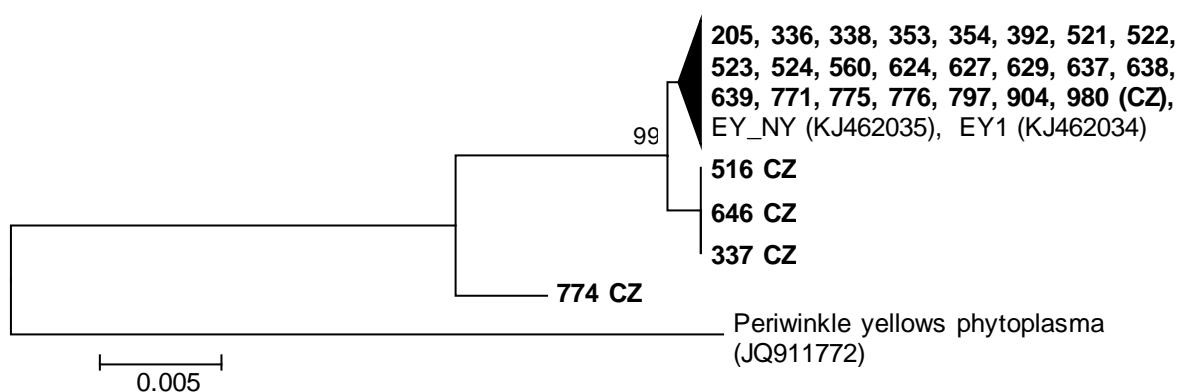 205, 336, 338, 353, 354, 392, 521, 522,
523, 524, 560, 624, 627, 629, 637, 638,
639, 771, 775, 776, 797, 904, 980 (CZ),
EY_NY (KJ462035), EY1 (KJ462034)
99
516 CZ
646 CZ
337 CZ
774 CZ
Periwinkle yellows phytoplasma
(JQ911772)
0.005